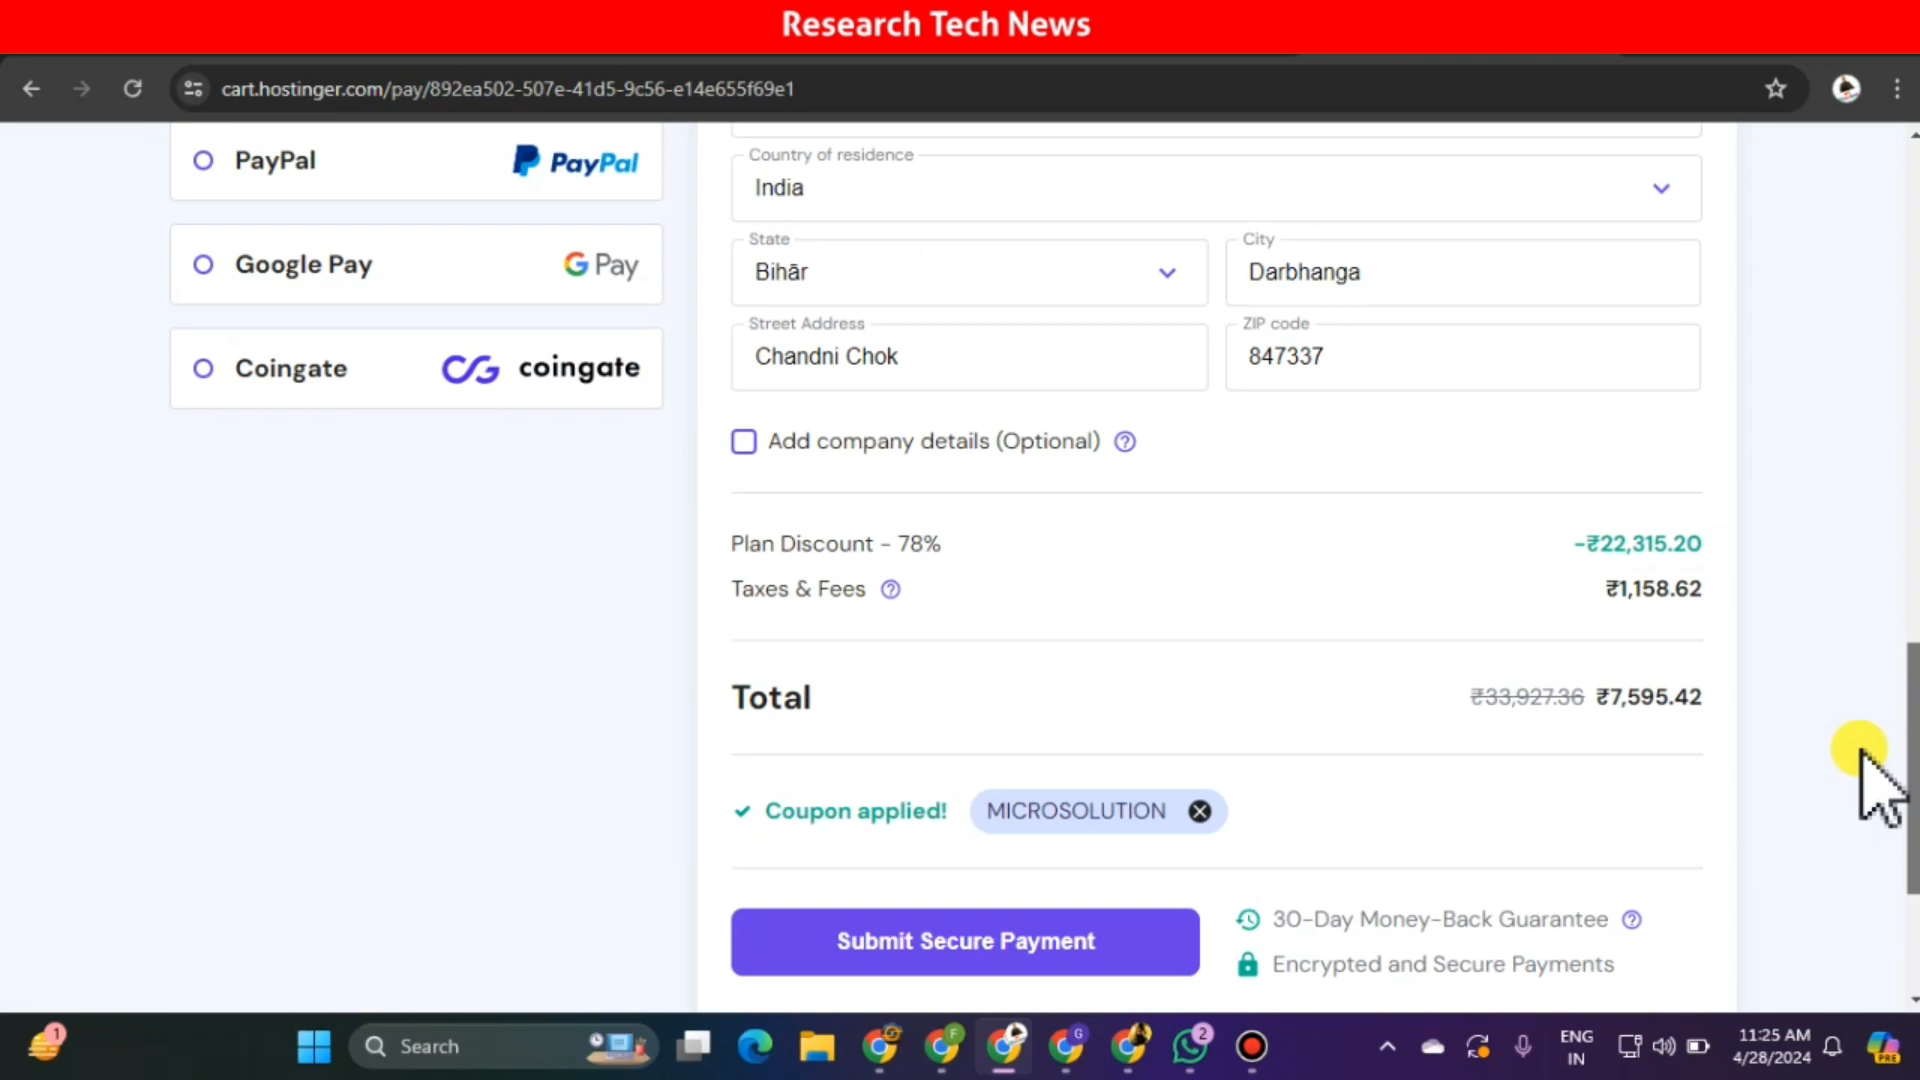 Research Tech News
cart.hostinger.com/pay/892ea502-507e-41d5-9c56-e14e655f69e1
PayPal PayPal
Google Pay G Pay
Coingate CG coingate
Country of residence
India
State
Bihār
City
Darbhanga
Street Address
Chandni Chok
ZIP code
847337
Add company details (Optional)
Plan Discount - 78% -₹22,315.20
Taxes & Fees ₹1,158.62
Total ₹33,927.36 ₹7,595.42
Coupon applied! MICROSOLUTION
Submit Secure Payment
30-Day Money-Back Guarantee
Encrypted and Secure Payments
1
Search
F
G
2
ENG
IN
11:25 AM
4/28/2024
PRE